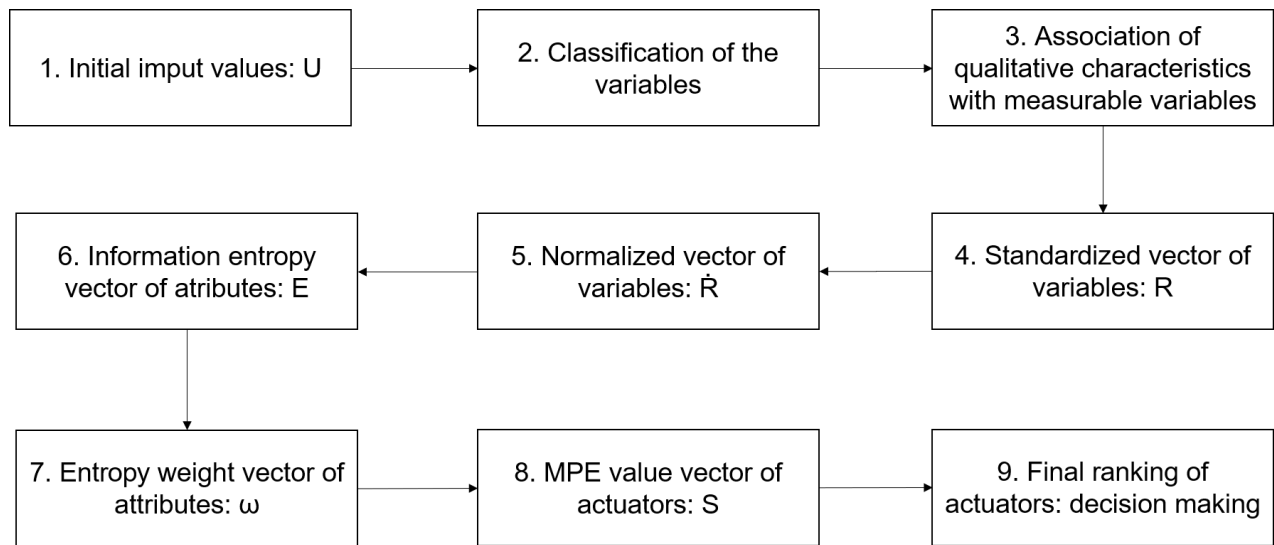 1. Initial imput values: U
2. Classification of the
variables
3. Association of
qualitative characteristics
with measurable variables
4. Standardized vector of
variables: R
5. Normalized vector of
variables: Ṙ
6. Information entropy
vector of atributes: E
7. Entropy weight vector of
attributes: ω
8. MPE value vector of
actuators: S
9. Final ranking of
actuators: decision making